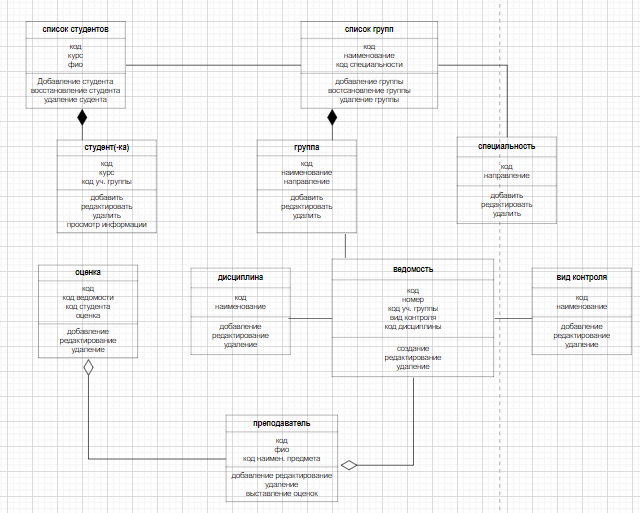 список студентов
код
курс
фио
Добавление студента
восстановление студента
удаление судента
список групп
код
наименование
код специальности
добавление группы
востсановление группы
удаление группы
студент(-ка)
код
курс
код уч. группы
добавить
редактировать
удалить
просмотр информации
группа
код
наименование
направление
добавить
редактировать
удалить
специальность
код
направление
добавить
редактировать
удалить
оценка
код
код ведомости
код студента
оценка
добавление
редактирование
удаление
дисциплина
код
наименование
добавление
редактирование
удаление
ведомость
код
номер
код уч. группы
вид контроля
код дисциплины
создание
редактирование
удаление
вид контроля
код
наименование
добавление
редактирование
удаление
преподаватель
код
фио
код наимен. предмета
добавление редактирование
удаление
выставление оценок